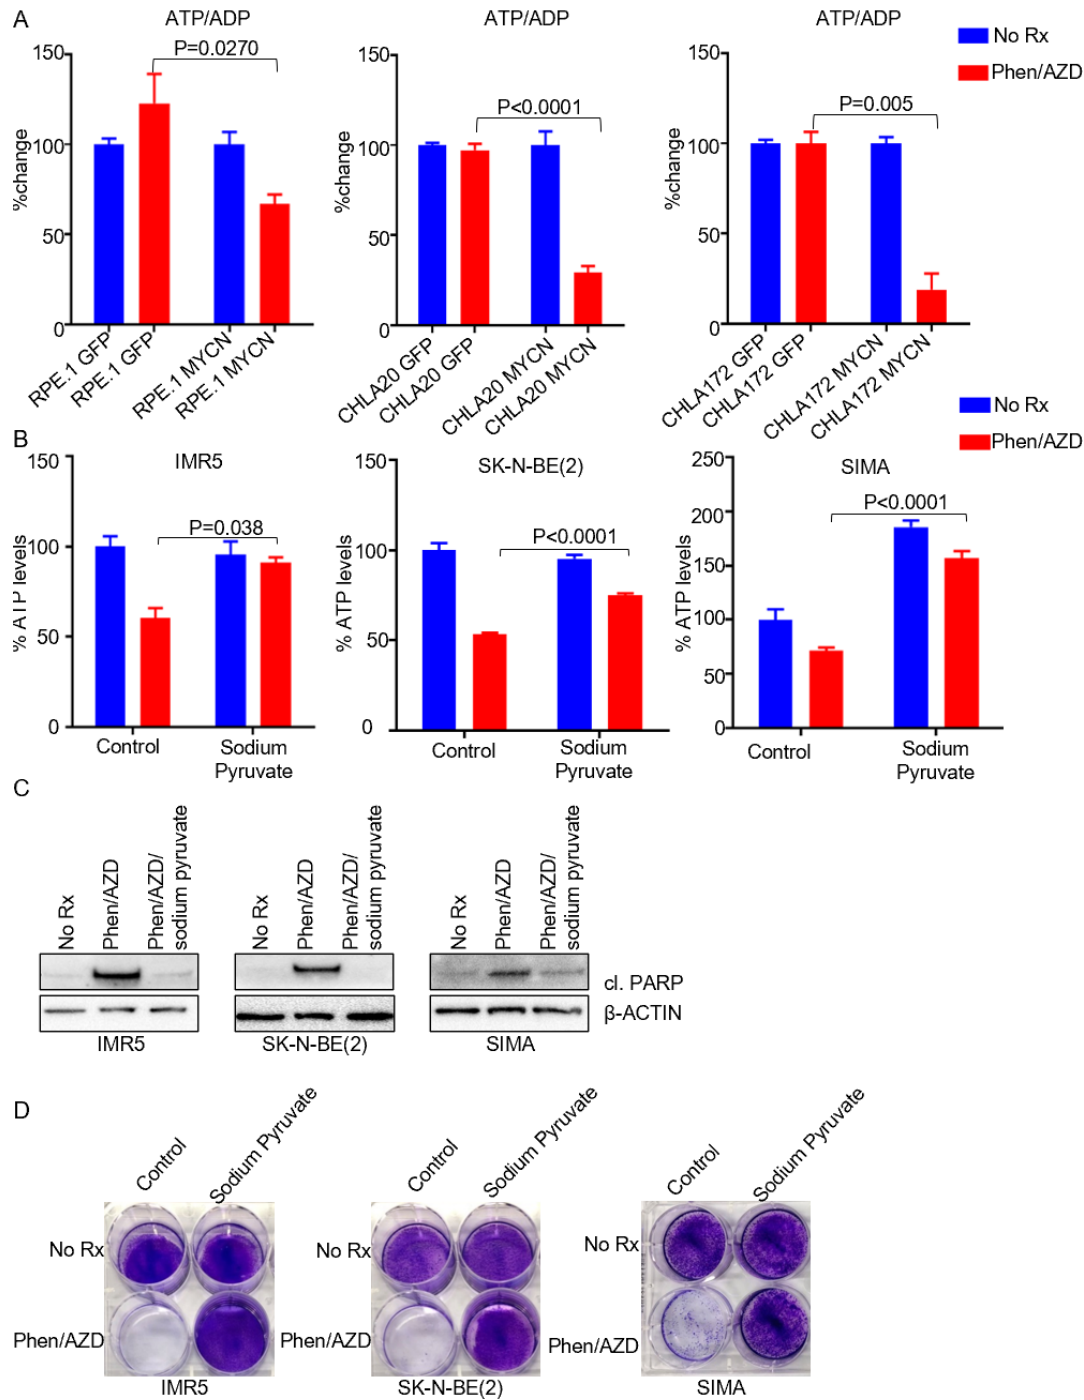 A
ATP/ADP
ATP/ADP
ATP/ADP
No Rx
Phen/AZD
150
100
50
0
%change
P=0.0270
RPE.1 GFP
RPE.1 GFP
RPE.1 MYCN
RPE.1 MYCN
150
100
50
0
%change
P<0.0001
CHLA20 GFP
CHLA20 GFP
CHLA20 MYCN
CHLA20 MYCN
150
100
50
0
%change
P=0.005
CHLA172 GFP
CHLA172 GFP
CHLA172 MYCN
CHLA172 MYCN
No Rx
Phen/AZD
B
IMR5
150
100
50
0
% ATP levels
P=0.038
Control
Sodium
Pyruvate
SK-N-BE(2)
150
100
50
0
% ATP levels
P<0.0001
Control
Sodium
Pyruvate
SIMA
250
200
150
100
50
0
% ATP levels
P<0.0001
Control
Sodium
Pyruvate
C
No Rx
Phen/AZD
Phen/AZD/
sodium pyruvate
No Rx
Phen/AZD
Phen/AZD/
sodium pyruvate
No Rx
Phen/AZD
Phen/AZD/
sodium pyruvate
cl. PARP
β-ACTIN
IMR5
SK-N-BE(2)
SIMA
D
Control
Sodium Pyruvate
Control
Sodium Pyruvate
Control
Sodium Pyruvate
No Rx
No Rx
No Rx
Phen/AZD
Phen/AZD
Phen/AZD
IMR5
SK-N-BE(2)
SIMA